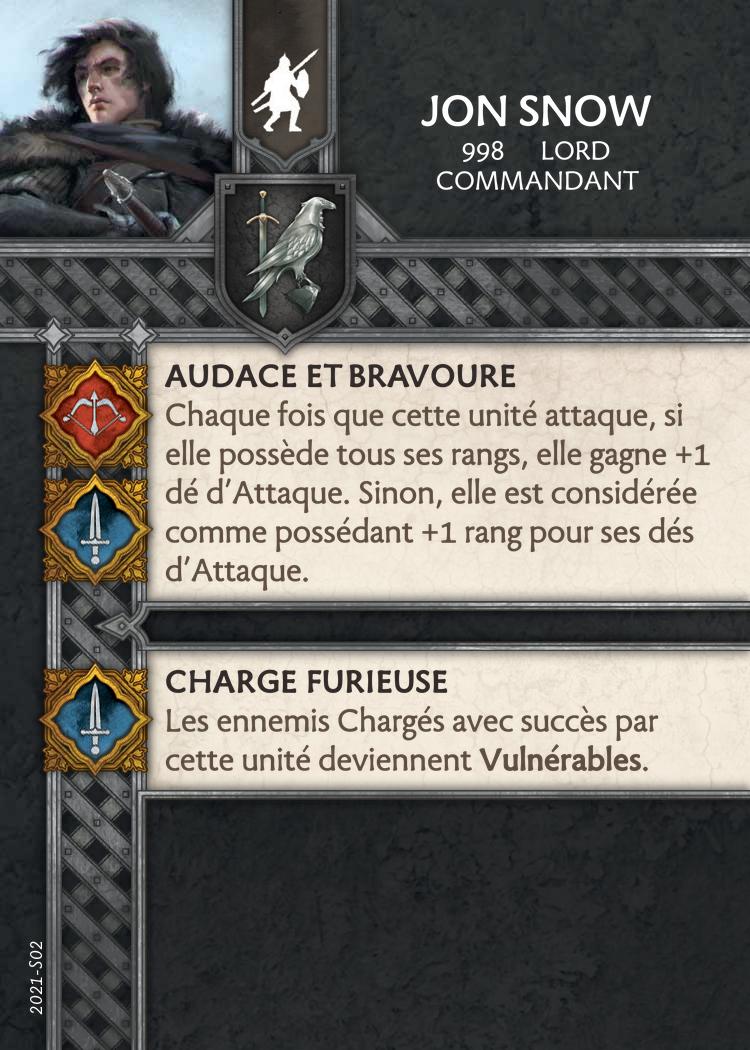 JON SNOW
998 LORD
COMMANDANT
AUDACE ET BRAVOURE
Chaque fois que cette unité attaque, si
elle possède tous ses rangs, elle gagne +1
dé d'Attaque. Sinon, elle est considérée
comme possédant +1 rang pour ses dés
d'Attaque.
CHARGE FURIEUSE
Les ennemis Chargés avec succès par
cette unité deviennent Vulnérables.
2021-S02